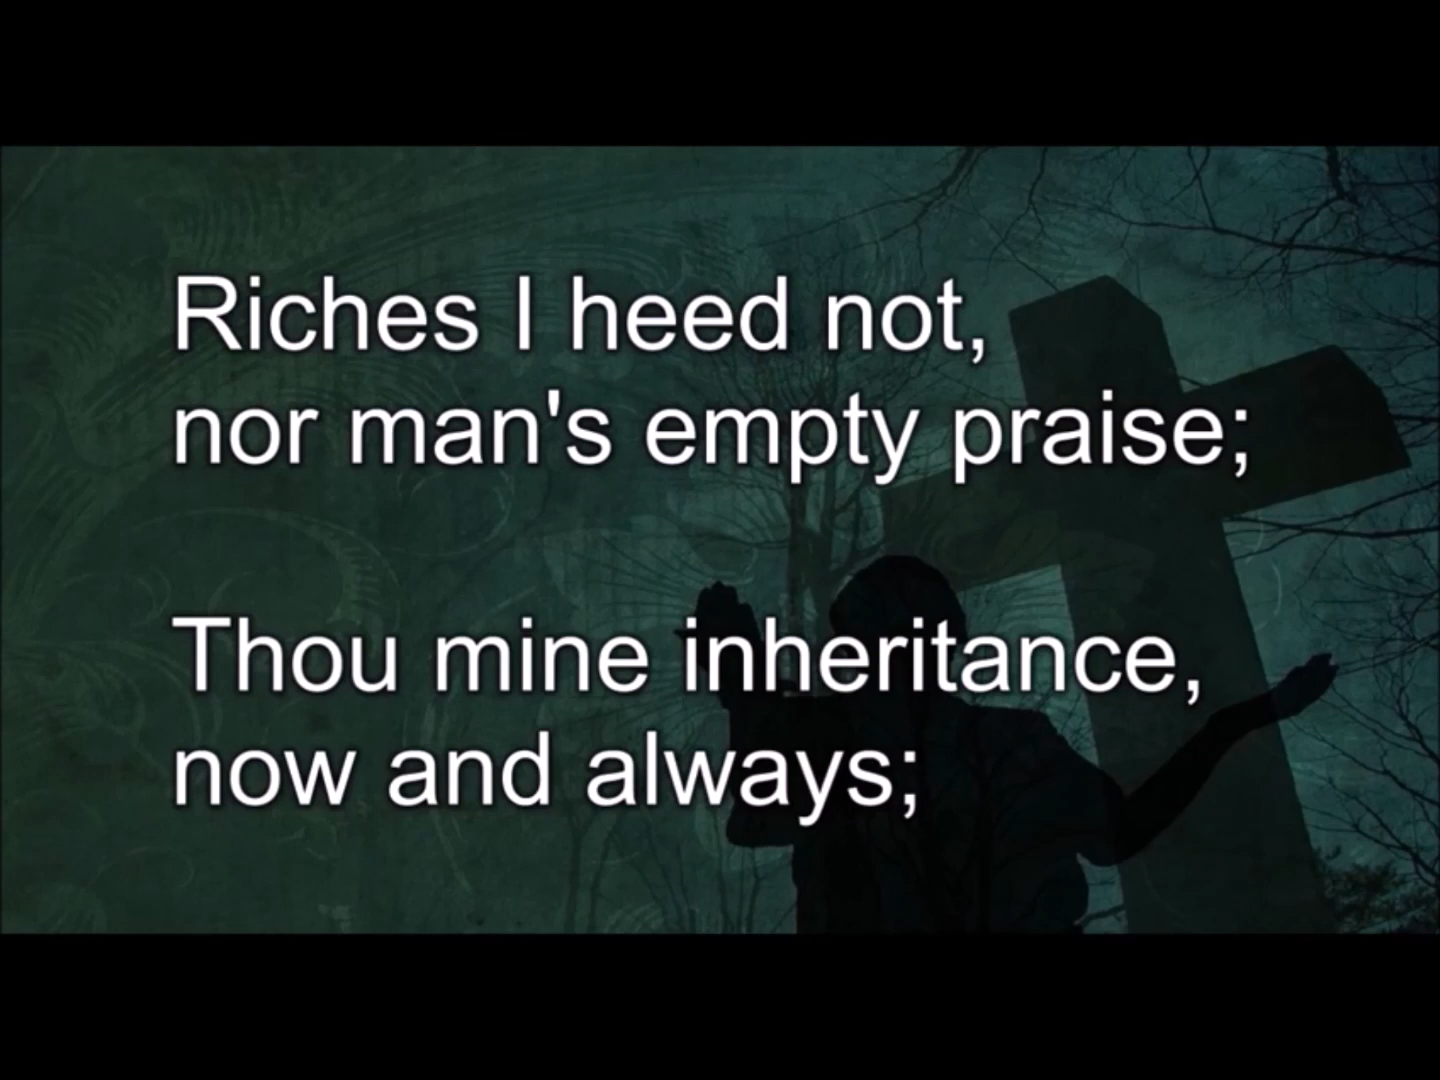 Riches I heed not,
nor man's empty praise;
Thou mine inheritance,
now and always;